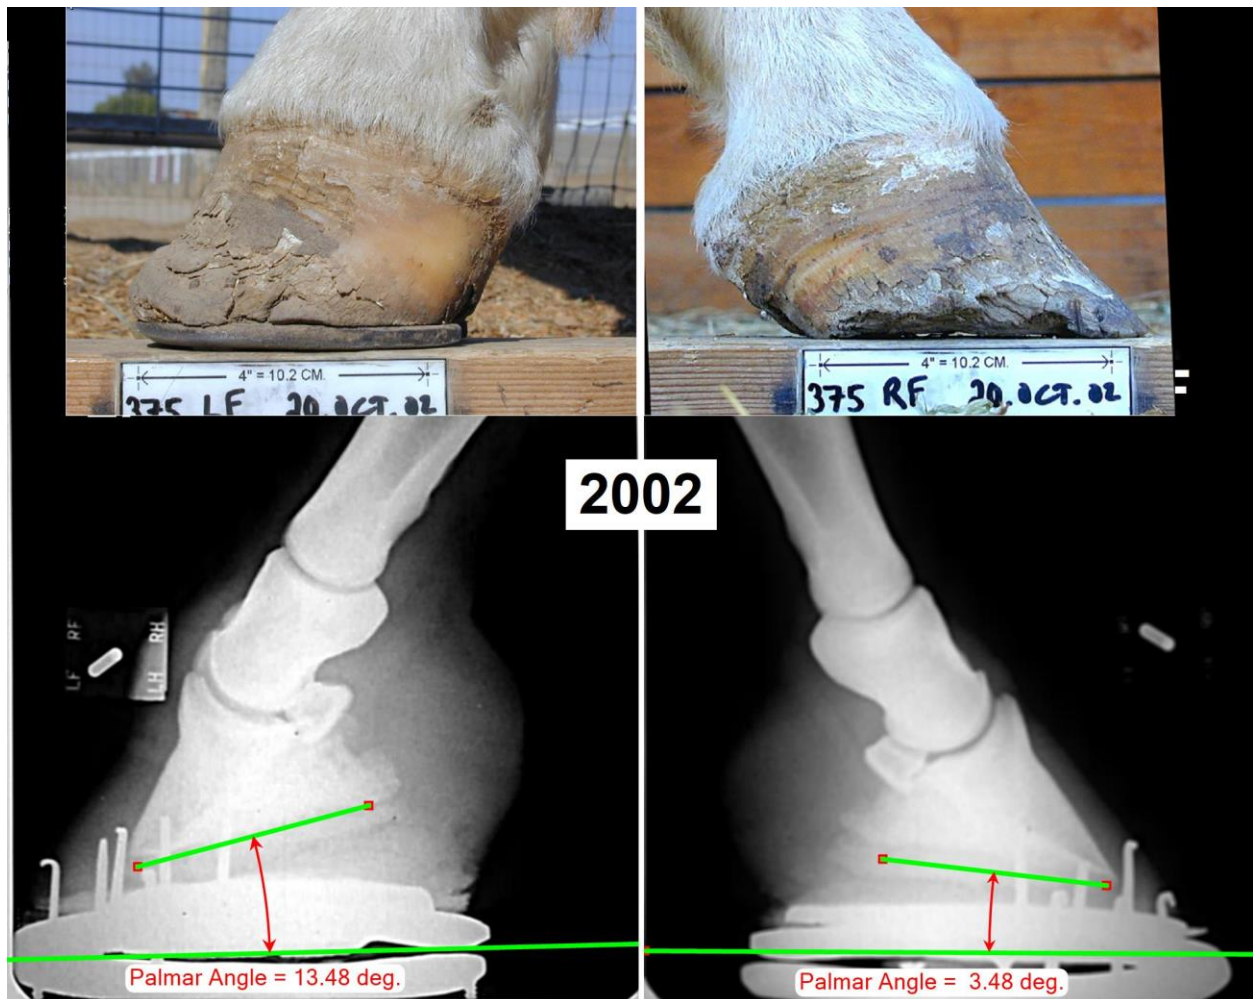 4" = 10.2 CM.
375 LF 20.OCT.02
4" = 10.2 CM.
375 RF 20.OCT.02
2002
RF
LF
RH
LH
Palmar Angle = 13.48 deg.
Palmar Angle = 3.48 deg.